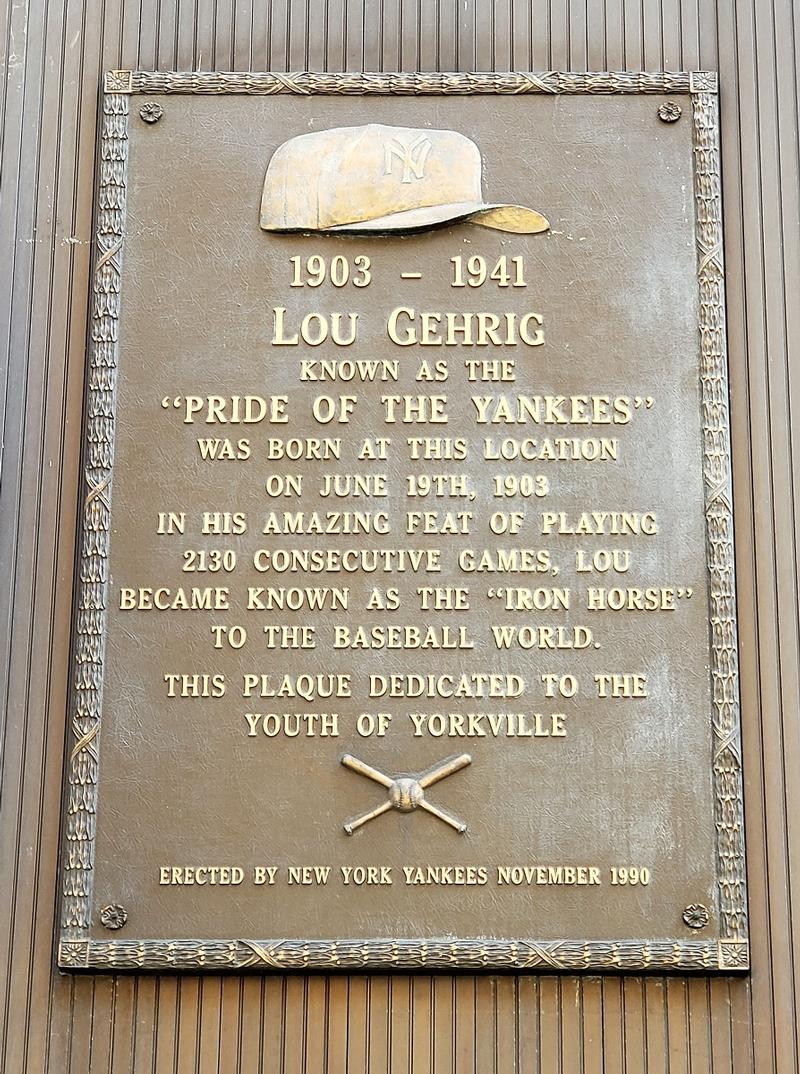 NY
1903 – 1941
LOU GEHRIG
KNOWN AS THE
“PRIDE OF THE YANKEES”
WAS BORN AT THIS LOCATION
ON JUNE 19TH, 1903
IN HIS AMAZING FEAT OF PLAYING
2130 CONSECUTIVE GAMES, LOU
BECAME KNOWN AS THE “IRON HORSE”
TO THE BASEBALL WORLD.
THIS PLAQUE DEDICATED TO THE
YOUTH OF YORKVILLE
ERECTED BY NEW YORK YANKEES NOVEMBER 1990